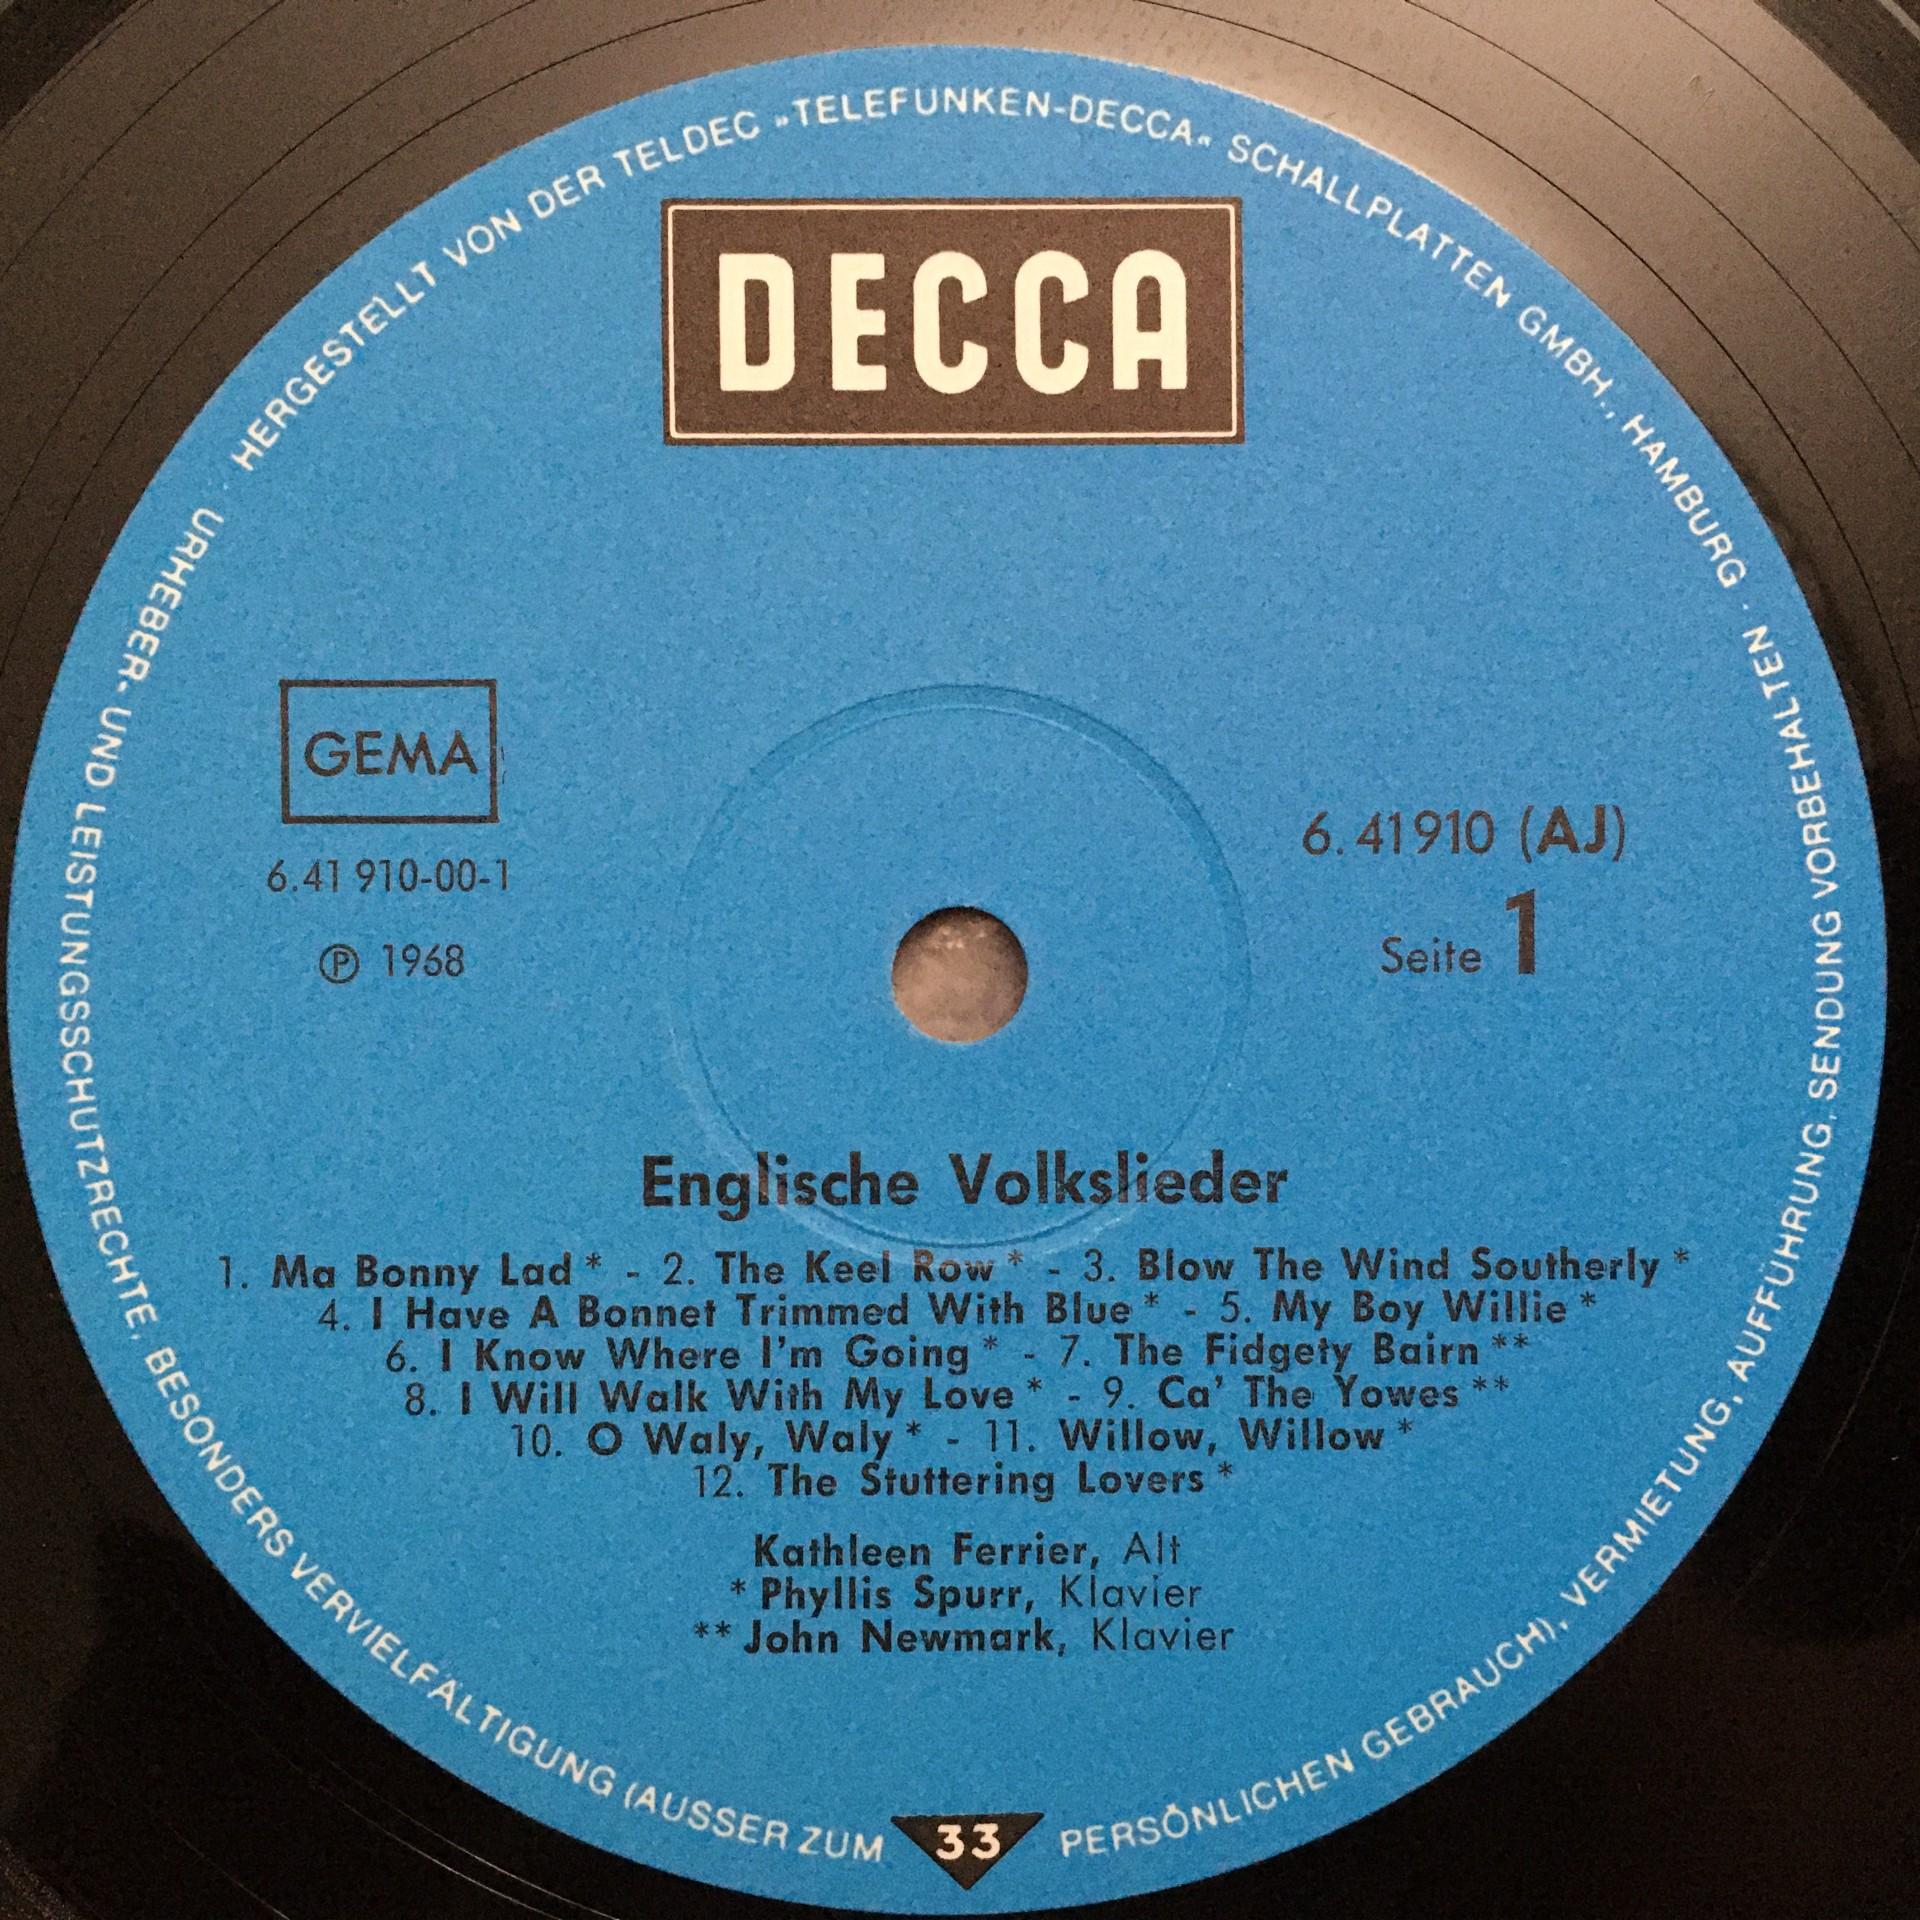 HERGESTELLT VON DER TELDEC »TELEFUNKEN-DECCA« SCHALLPLATTEN GMBH., HAMBURG · URHEBER- UND LEISTUNGSSCHUTZRECHTE, BESONDERS VERVIELFÄLTIGUNG (AUSSER ZUM PERSÖNLICHEN GEBRAUCH), VERMIETUNG, AUFFÜHRUNG, SENDUNG VORBEHALTEN ·
DECCA
GEMA
6.41 910-00-1
℗ 1968
6.41910 (AJ)
Seite 1
Englische Volkslieder
1. Ma Bonny Lad * - 2. The Keel Row * - 3. Blow The Wind Southerly *
4. I Have A Bonnet Trimmed With Blue * - 5. My Boy Willie *
6. I Know Where I'm Going * - 7. The Fidgety Bairn **
8. I Will Walk With My Love * - 9. Ca' The Yowes **
10. O Waly, Waly * - 11. Willow, Willow *
12. The Stuttering Lovers *
Kathleen Ferrier, Alt
* Phyllis Spurr, Klavier
** John Newmark, Klavier
33